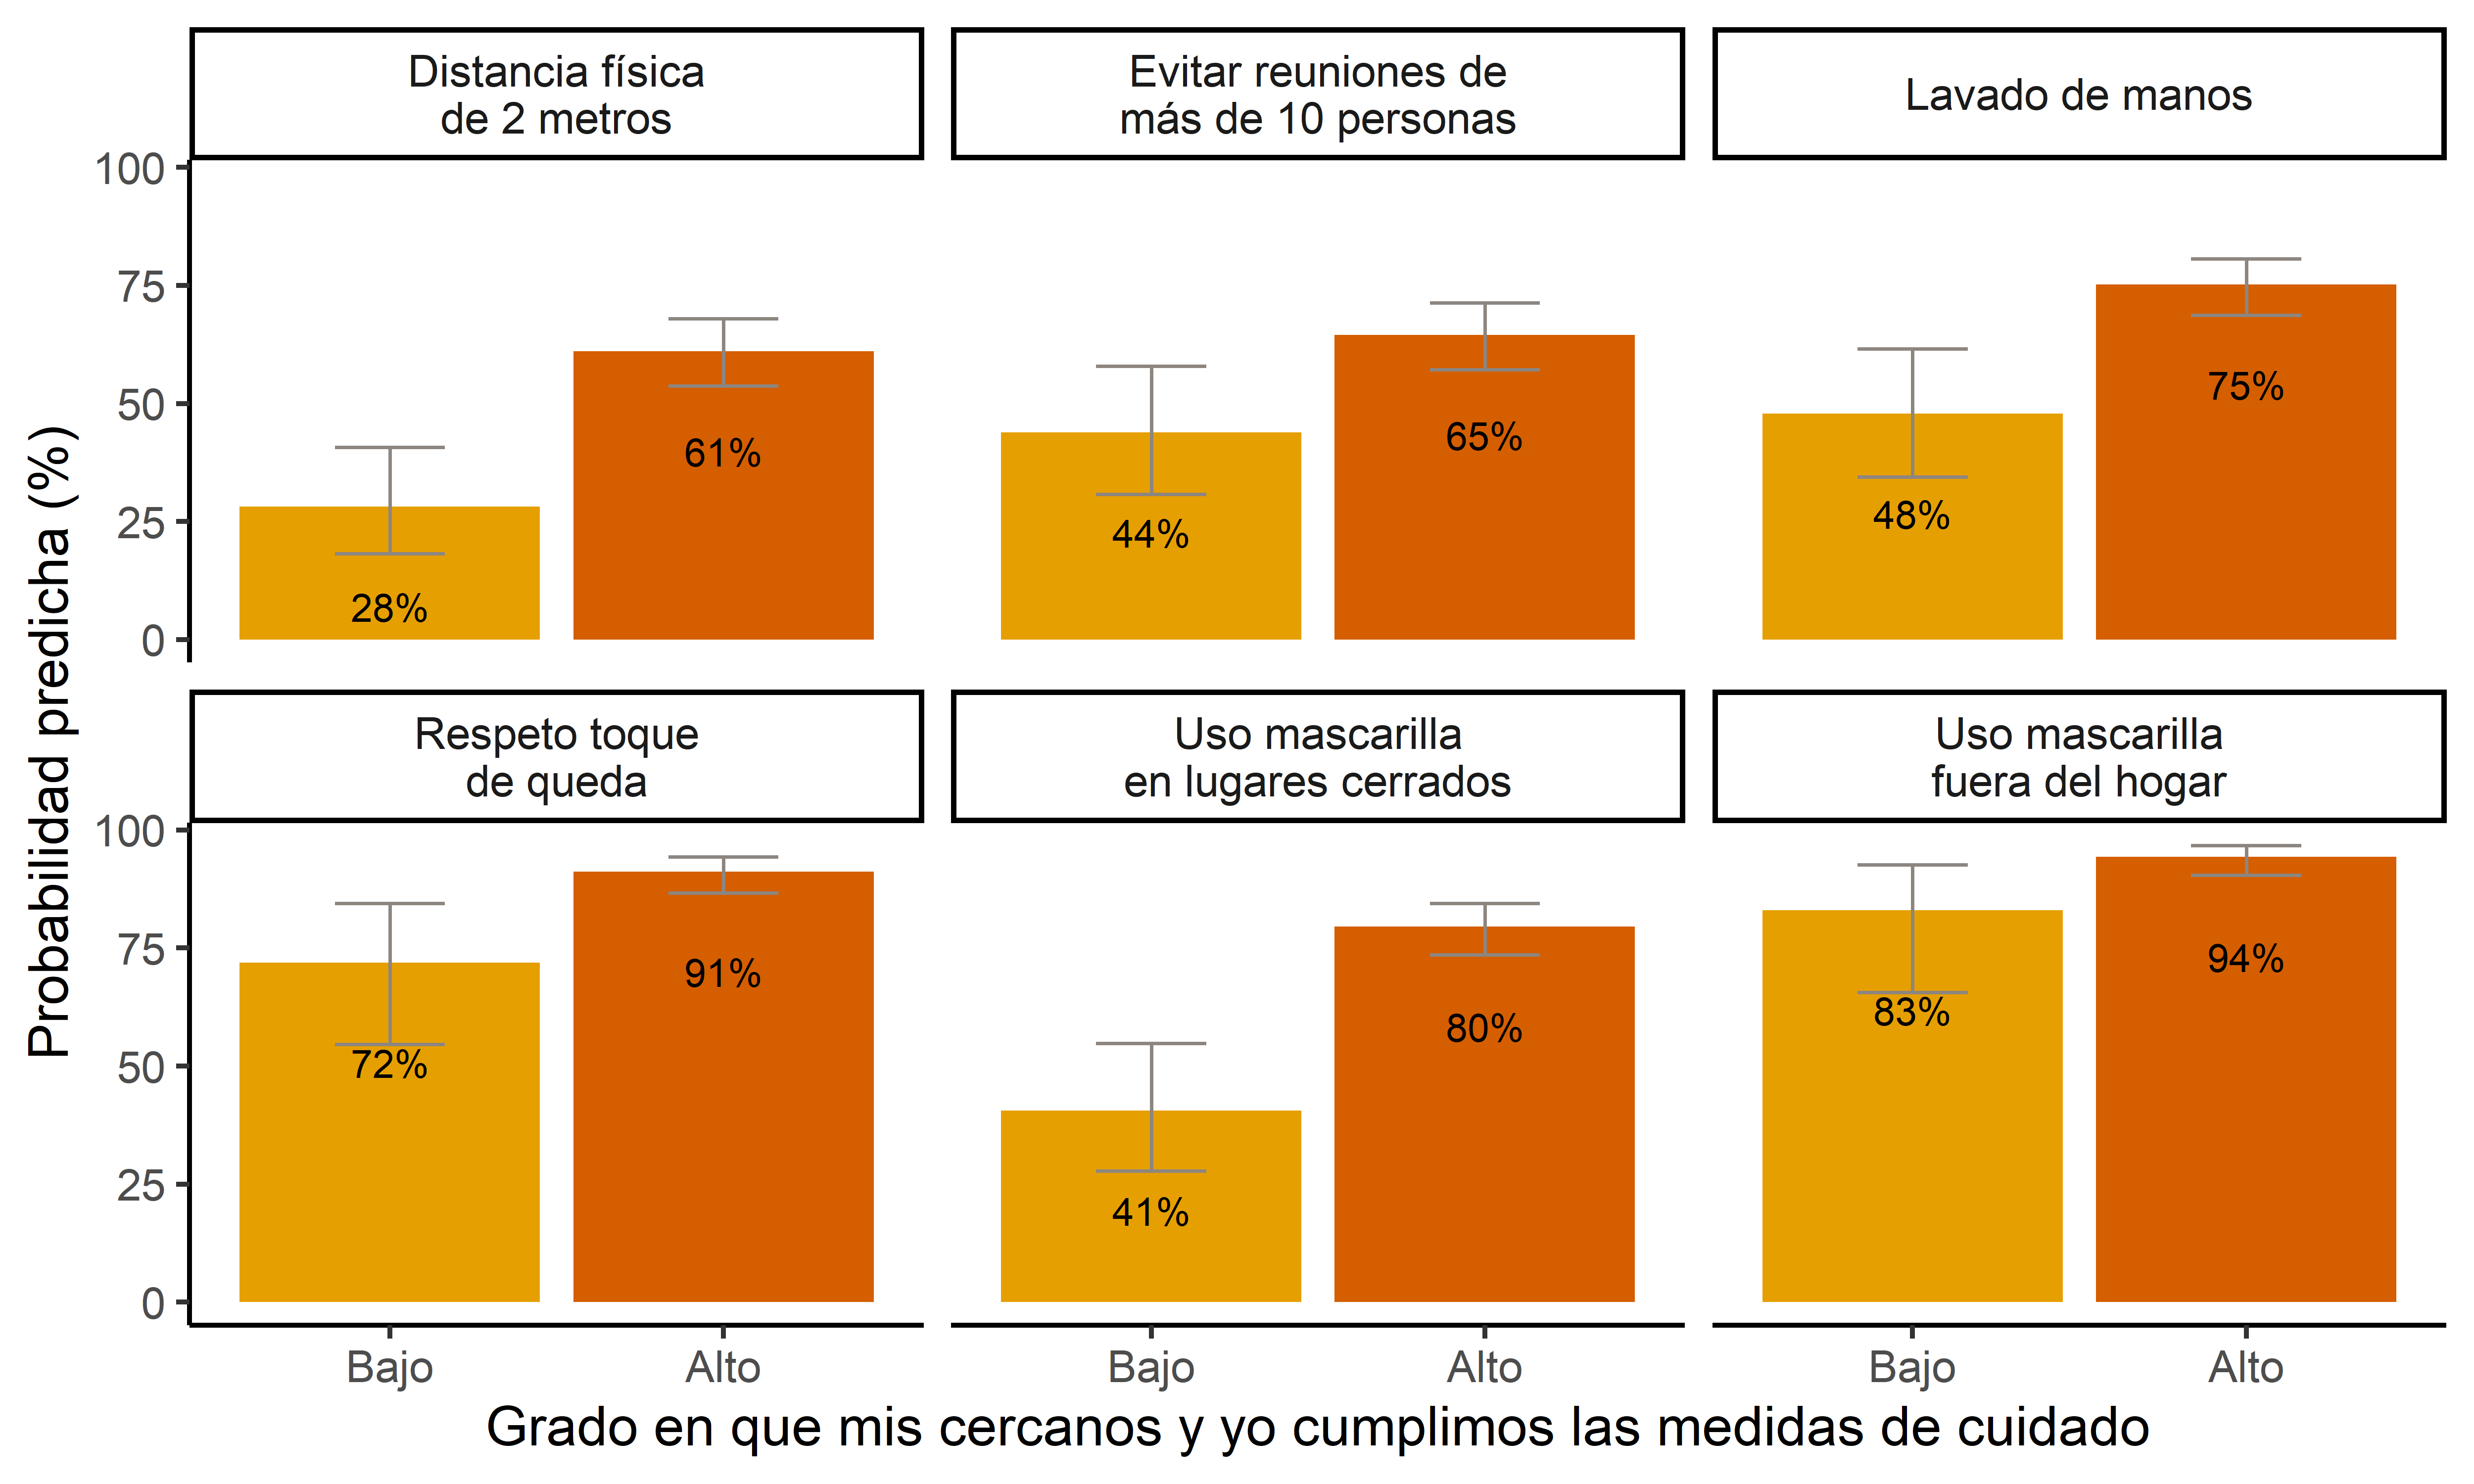 Distancia física
de 2 metros
Evitar reuniones de
más de 10 personas
Lavado de manos
100
75
50
25
0
28%
61%
44%
65%
48%
75%
Respeto toque
de queda
Uso mascarilla
en lugares cerrados
Uso mascarilla
fuera del hogar
100
75
50
25
0
72%
91%
41%
80%
83%
94%
Bajo
Alto
Bajo
Alto
Bajo
Alto
Grado en que mis cercanos y yo cumplimos las medidas de cuidado
Probabilidad predicha (%)